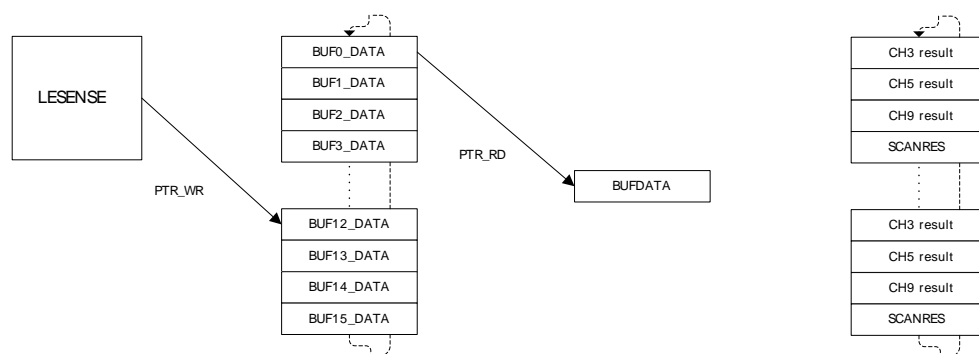 LESENSE
PTR_WR
BUF0_DATA
BUF1_DATA
BUF2_DATA
BUF3_DATA
BUF12_DATA
BUF13_DATA
BUF14_DATA
BUF15_DATA
PTR_RD
BUFDATA
CH3 result
CH5 result
CH9 result
SCANRES
CH3 result
CH5 result
CH9 result
SCANRES